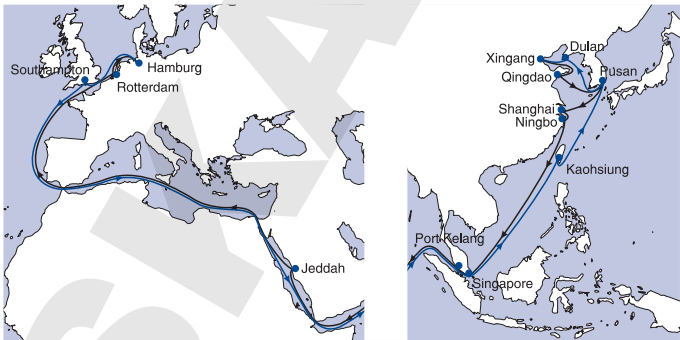 Southampton
Hamburg
Rotterdam
Jeddah
Xingang
Dulan
Qingdao
Pusan
Shanghai
Ningbo
Kaohsiung
Port Kelang
Singapore